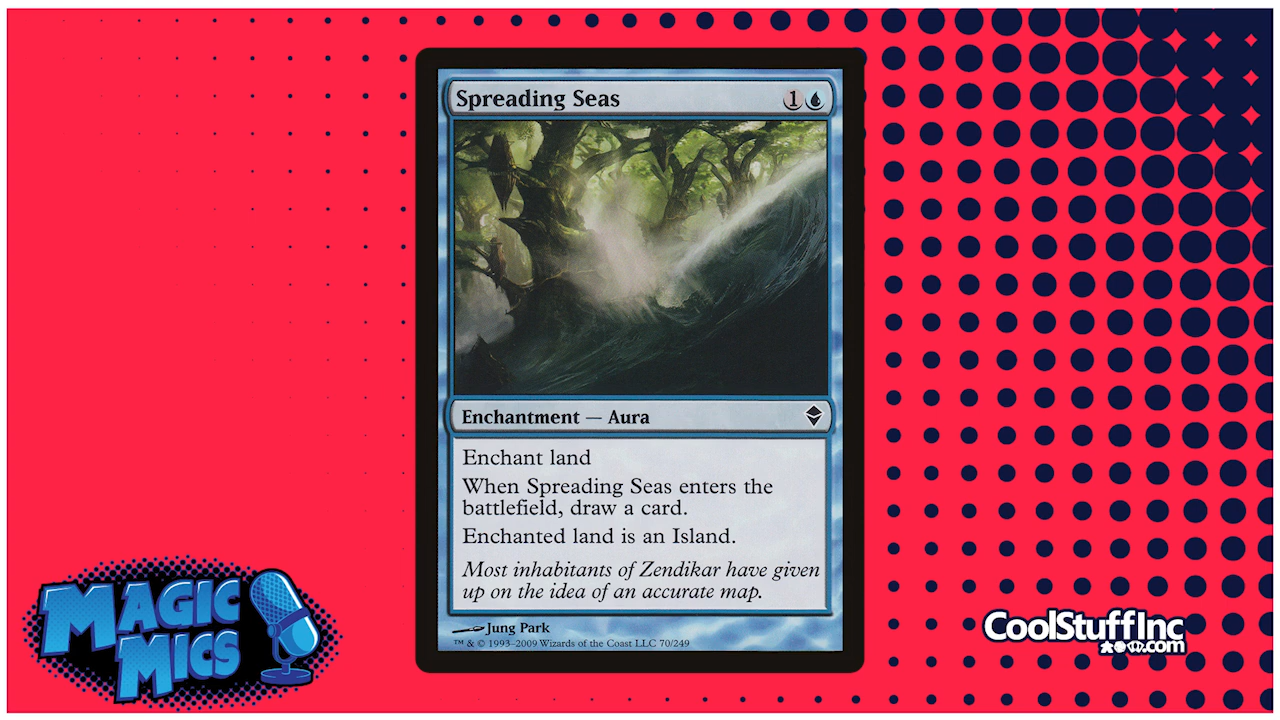 Spreading Seas 1
Enchantment — Aura
Enchant land
When Spreading Seas enters the
battlefield, draw a card.
Enchanted land is an Island.
Most inhabitants of Zendikar have given
up on the idea of an accurate map.
Jung Park
™ & © 1993–2009 Wizards of the Coast LLC 70/249
MAGIC
MICS
CoolStuffInc
.com